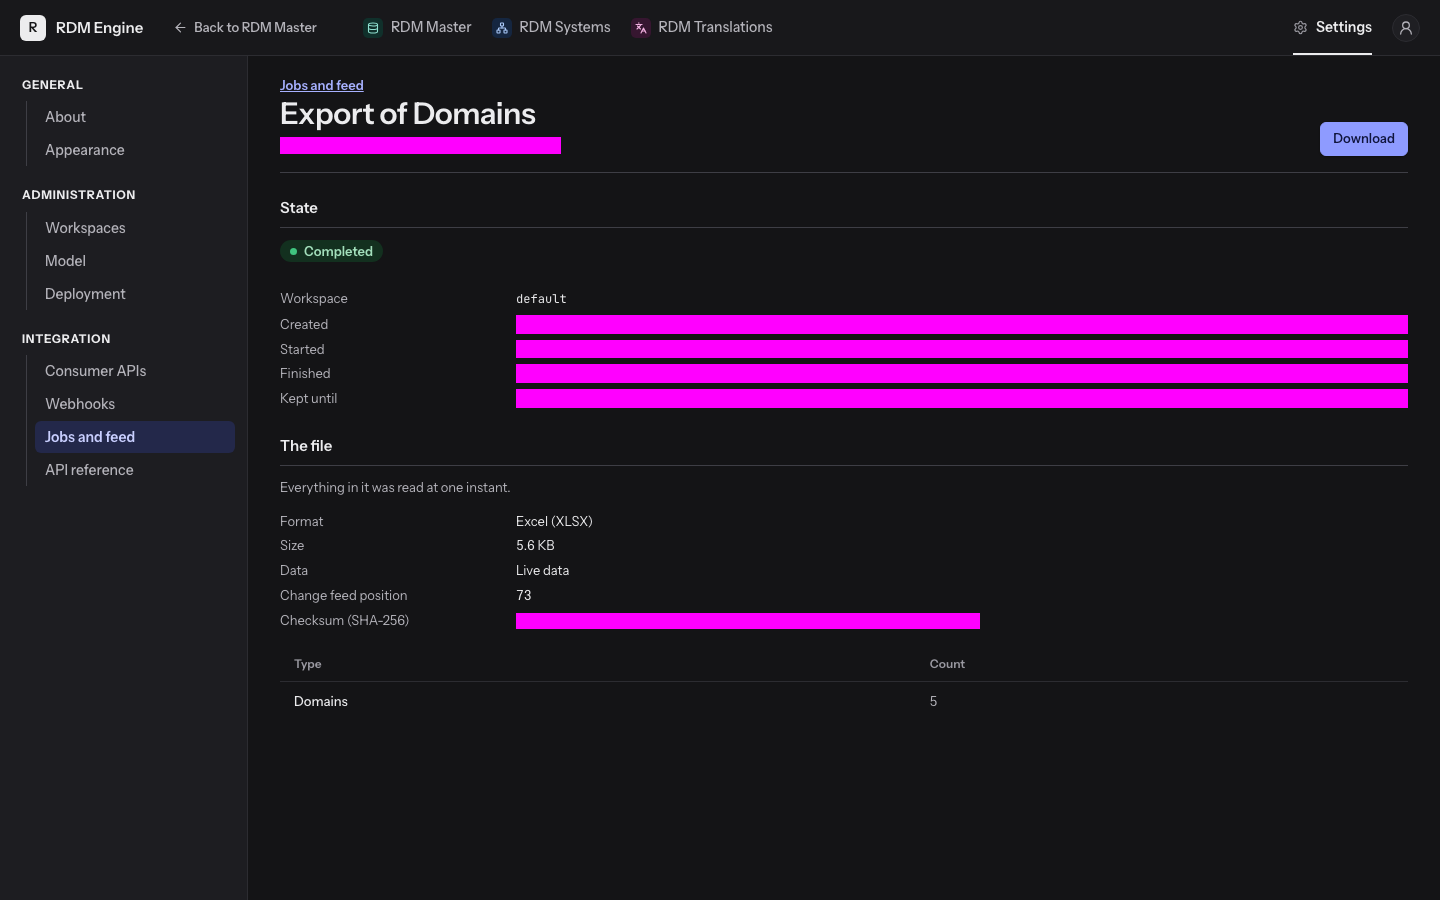 R RDM Engine
Back to RDM Master
RDM Master
RDM Systems
RDM Translations
Settings
GENERAL
About
Appearance
ADMINISTRATION
Workspaces
Model
Deployment
INTEGRATION
Consumer APIs
Webhooks
Jobs and feed
API reference
Jobs and feed
Export of Domains
Download
State
Completed
Workspace default
Created
Started
Finished
Kept until
The file
Everything in it was read at one instant.
Format Excel (XLSX)
Size 5.6 KB
Data Live data
Change feed position 73
Checksum (SHA-256)
Type Count
Domains 5